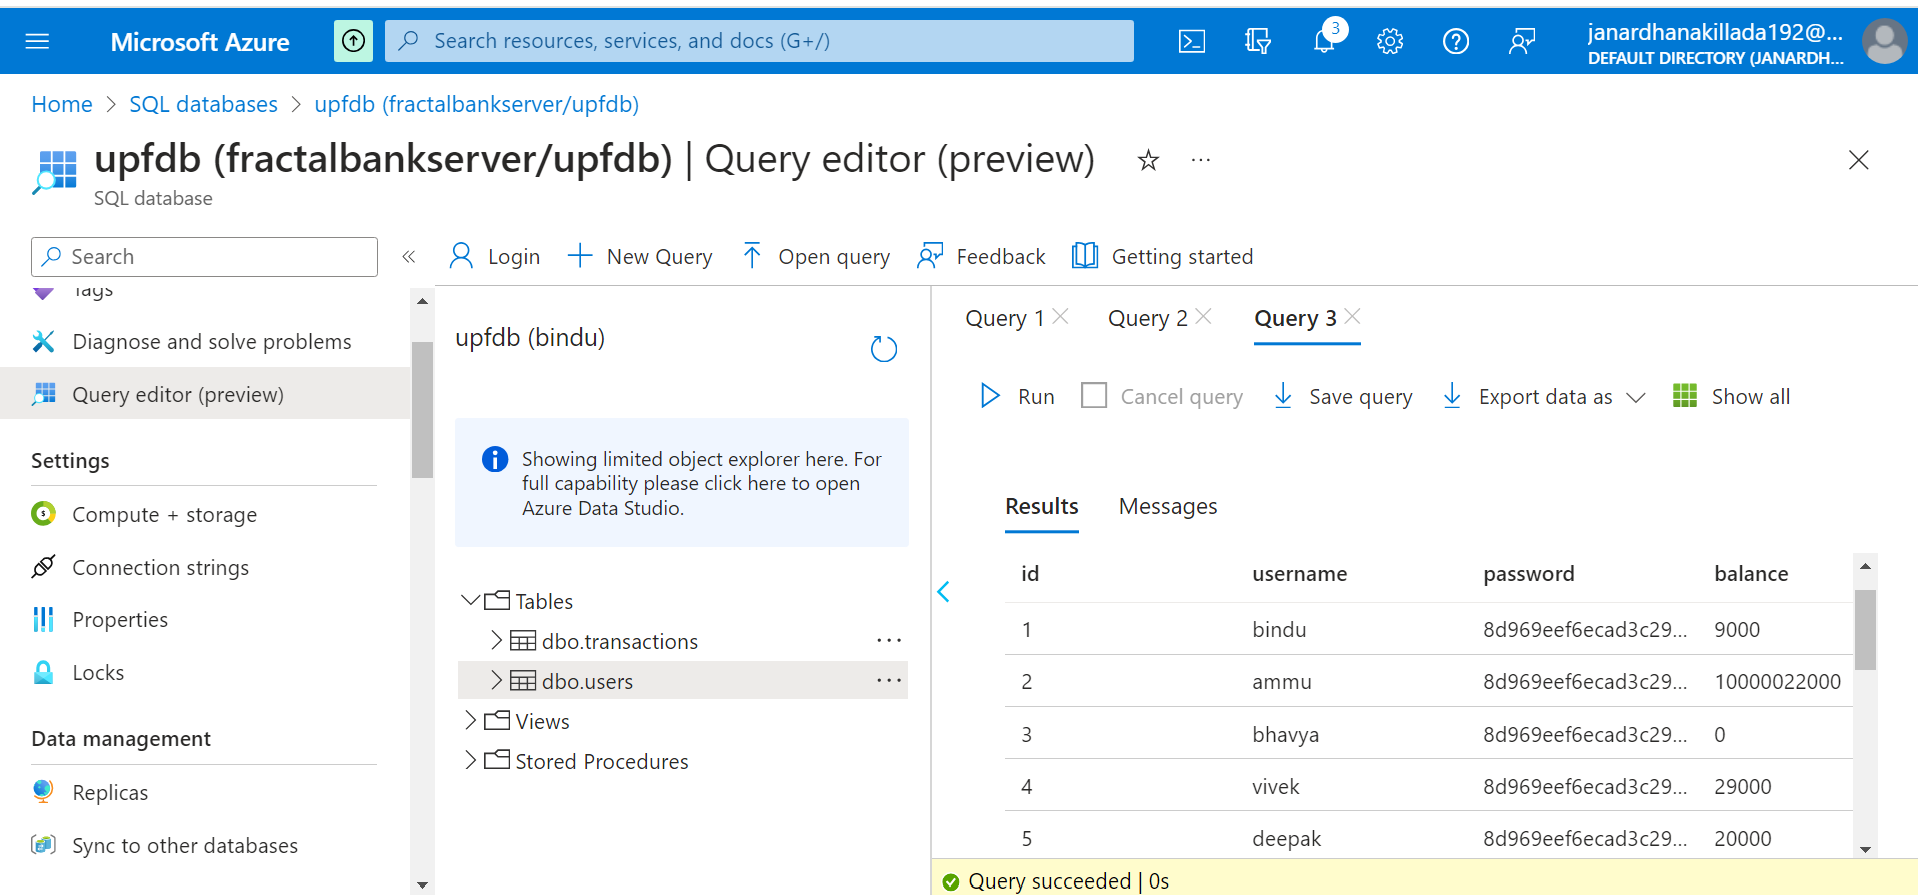 Microsoft Azure
Search resources, services, and docs (G+/)
3
janardhanakillada192@...
DEFAULT DIRECTORY (JANARDH...
Home > SQL databases > upfdb (fractalbankserver/upfdb)
upfdb (fractalbankserver/upfdb) | Query editor (preview)
SQL database
Search
Tags
Diagnose and solve problems
Query editor (preview)
Settings
Compute + storage
Connection strings
Properties
Locks
Data management
Replicas
Sync to other databases
Login
New Query
Open query
Feedback
Getting started
upfdb (bindu)
Showing limited object explorer here. For
full capability please click here to open
Azure Data Studio.
Tables
dbo.transactions
dbo.users
Views
Stored Procedures
Query 1
Query 2
Query 3
Run
Cancel query
Save query
Export data as
Show all
Results
Messages
id username password balance
1 bindu 8d969eef6ecad3c29... 9000
2 ammu 8d969eef6ecad3c29... 10000022000
3 bhavya 8d969eef6ecad3c29... 0
4 vivek 8d969eef6ecad3c29... 29000
5 deepak 8d969eef6ecad3c29... 20000
Query succeeded | 0s